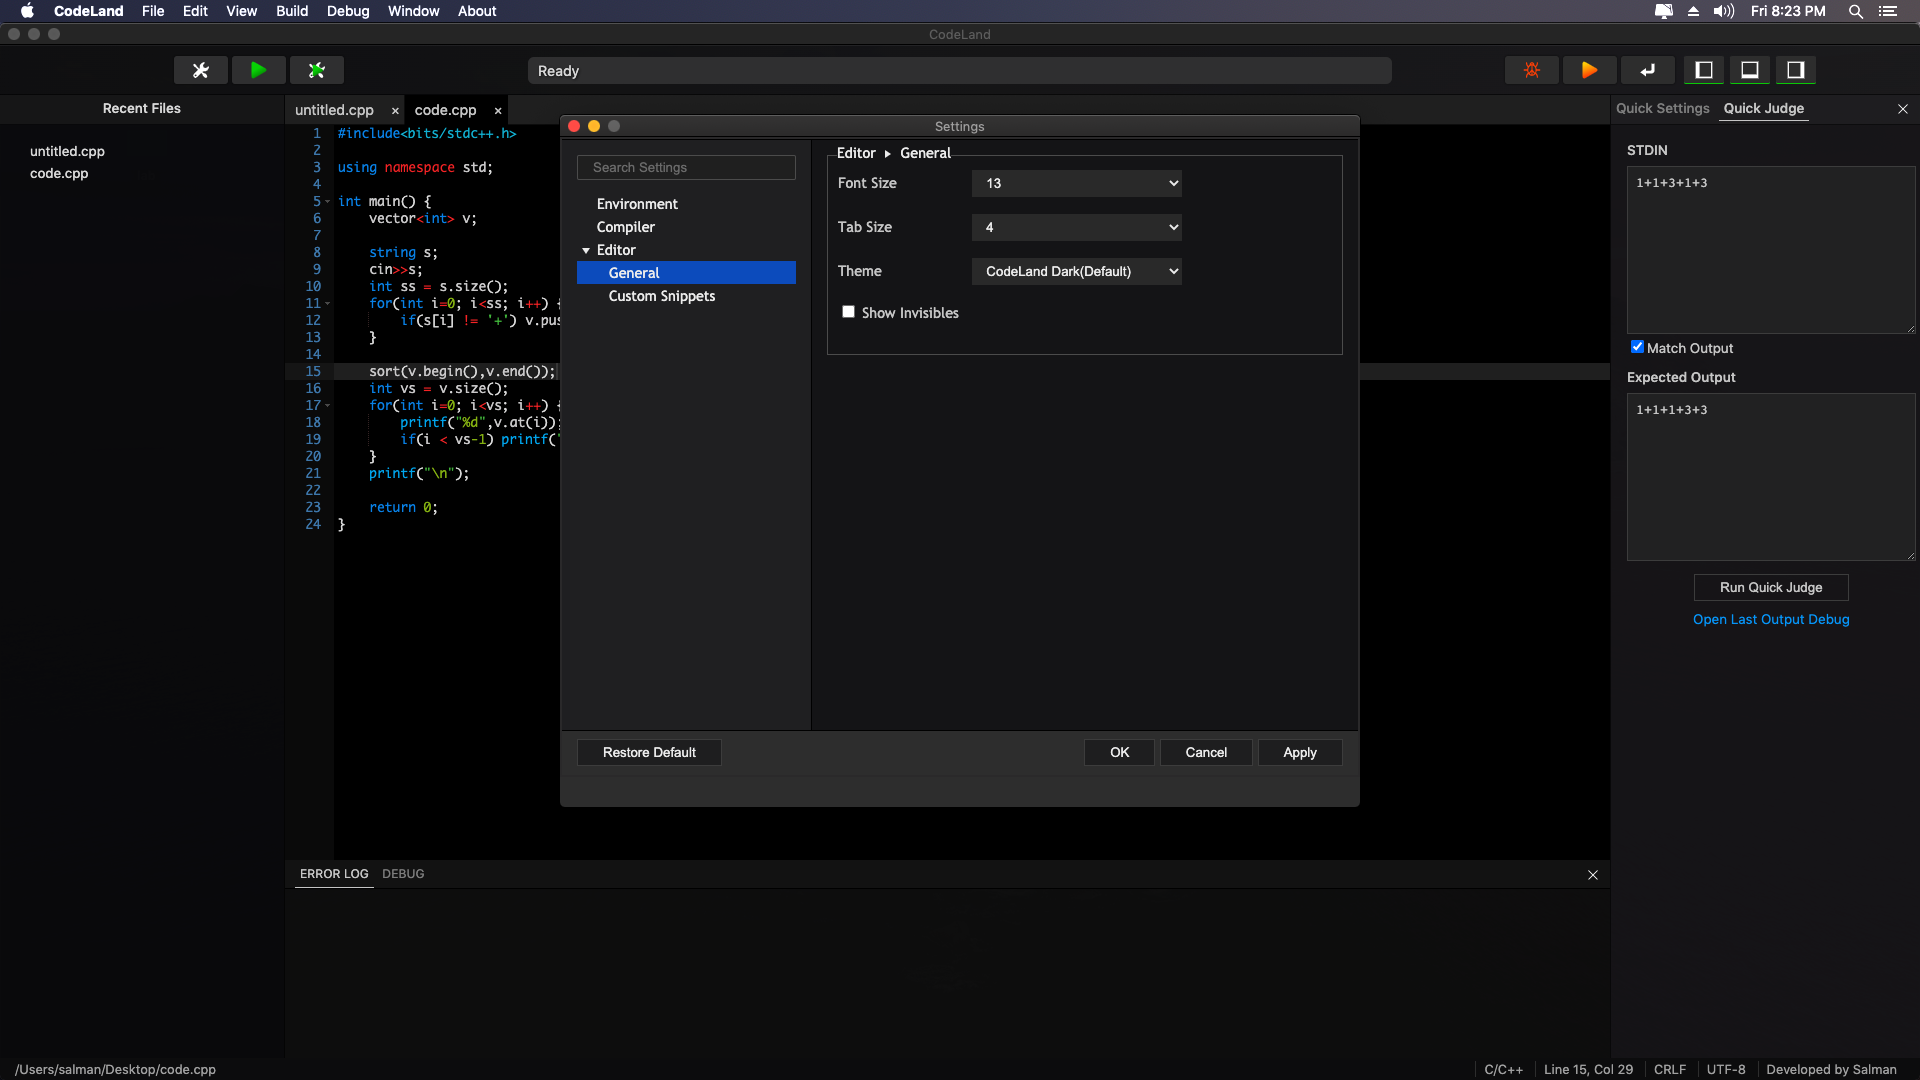 CodeLand File Edit View Build Debug Window About
Fri 8:23 PM
CodeLand
Ready
Recent Files
untitled.cpp
code.cpp
untitled.cpp × code.cpp ×
1 #include<bits/stdc++.h>
2
3 using namespace std;
4
5 int main() {
6 vector<int> v;
7
8 string s;
9 cin>>s;
10 int ss = s.size();
11 for(int i=0; i<ss; i++) {
12 if(s[i] != '+') v.pus
13 }
14
15 sort(v.begin(),v.end());
16 int vs = v.size();
17 for(int i=0; i<vs; i++) {
18 printf("%d",v.at(i));
19 if(i < vs-1) printf("
20 }
21 printf("\n");
22
23 return 0;
24 }
Settings
Search Settings
Environment
Compiler
Editor
General
Custom Snippets
Editor ▸ General
Font Size 13
Tab Size 4
Theme CodeLand Dark(Default)
Show Invisibles
Restore Default
OK Cancel Apply
Quick Settings Quick Judge
STDIN
1+1+3+1+3
Match Output
Expected Output
1+1+1+3+3
Run Quick Judge
Open Last Output Debug
ERROR LOG DEBUG
/Users/salman/Desktop/code.cpp
C/C++ Line 15, Col 29 CRLF UTF-8 Developed by Salman